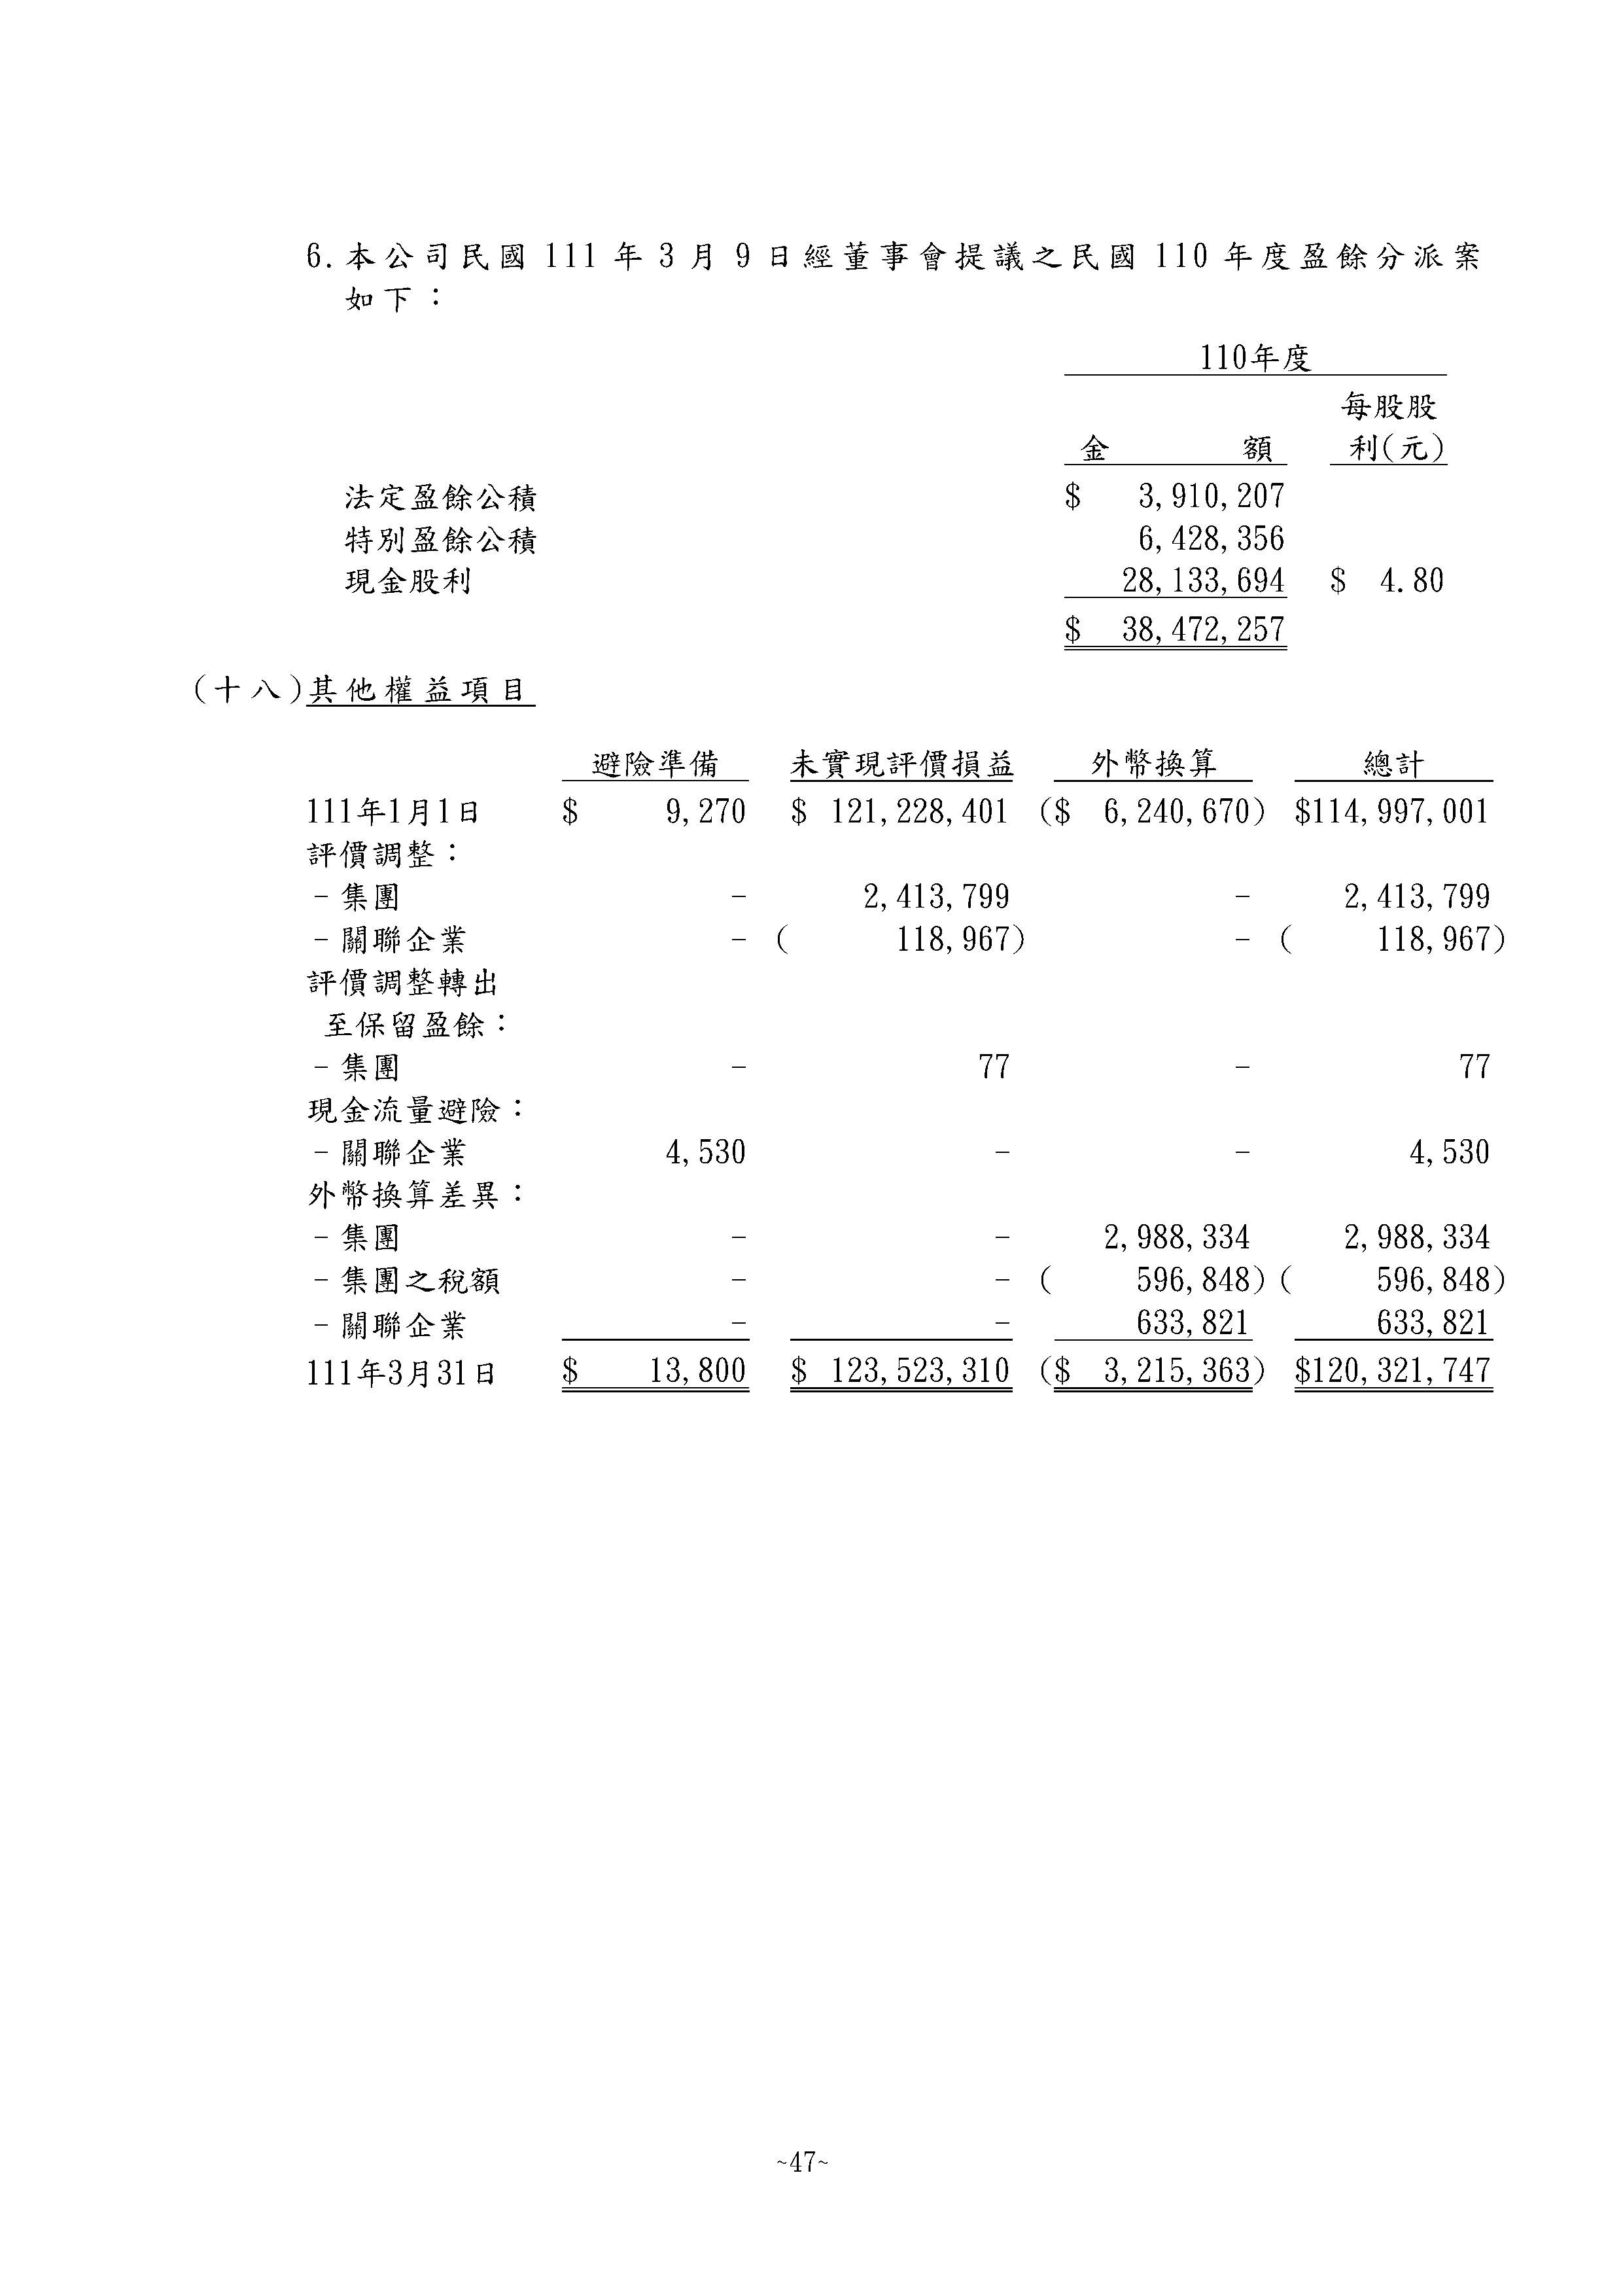 6.本公司民國 111 年 3 月 9 日經董事會提議之民國 110 年度盈餘分派案
如下：
110年度
每股股
金 額 利(元)
法定盈餘公積 $ 3,910,207
特別盈餘公積 6,428,356
現金股利 28,133,694 $ 4.80
$ 38,472,257
(十八)其他權益項目
避險準備 未實現評價損益 外幣換算 總計
111年1月1日 $ 9,270 $ 121,228,401 ($ 6,240,670) $114,997,001
評價調整：
–集團 – 2,413,799 – 2,413,799
–關聯企業 – ( 118,967) – ( 118,967)
評價調整轉出
至保留盈餘：
–集團 – 77 – 77
現金流量避險：
–關聯企業 4,530 – – 4,530
外幣換算差異：
–集團 – – 2,988,334 2,988,334
–集團之稅額 – – ( 596,848) ( 596,848)
–關聯企業 – – 633,821 633,821
111年3月31日 $ 13,800 $ 123,523,310 ($ 3,215,363) $120,321,747
~47~